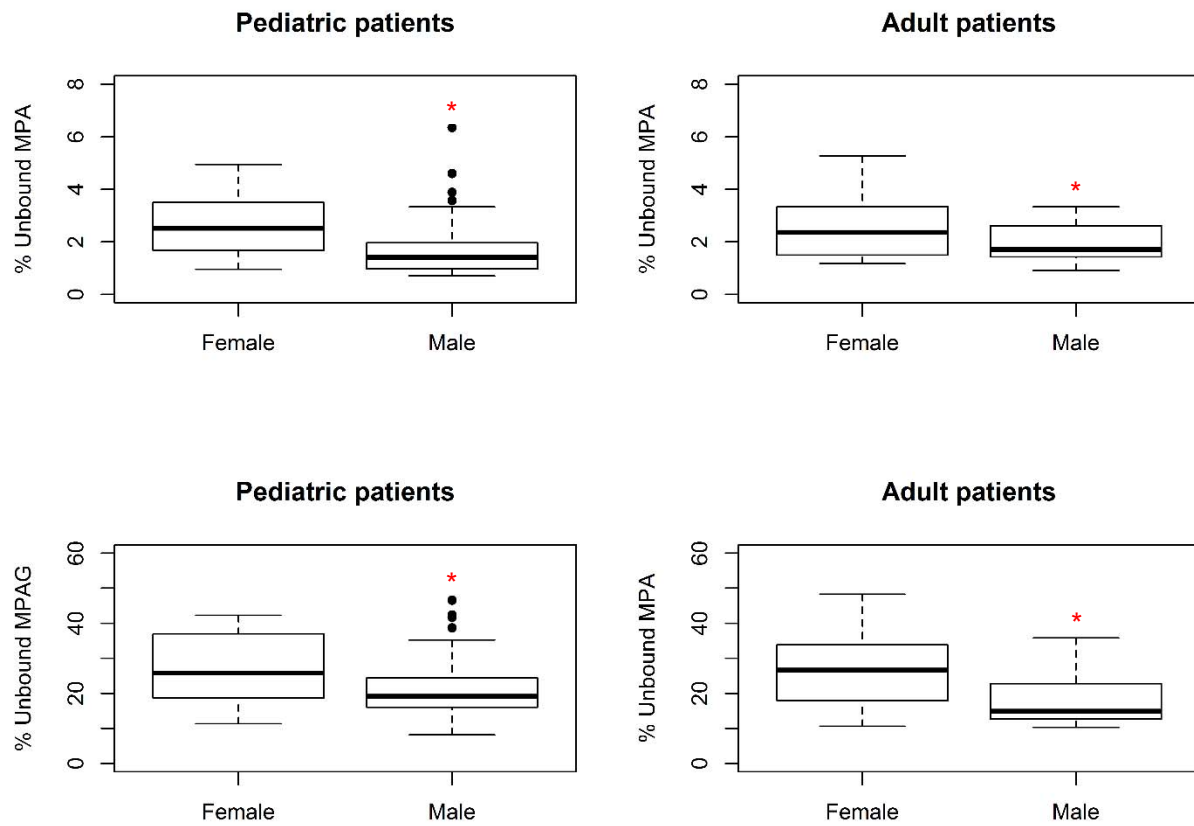 Pediatric patients
% Unbound MPA
8
6
4
2
0
*
Female
Male
Adult patients
% Unbound MPA
8
6
4
2
0
*
Female
Male
Pediatric patients
% Unbound MPAG
60
40
20
0
*
Female
Male
Adult patients
% Unbound MPA
60
40
20
0
*
Female
Male